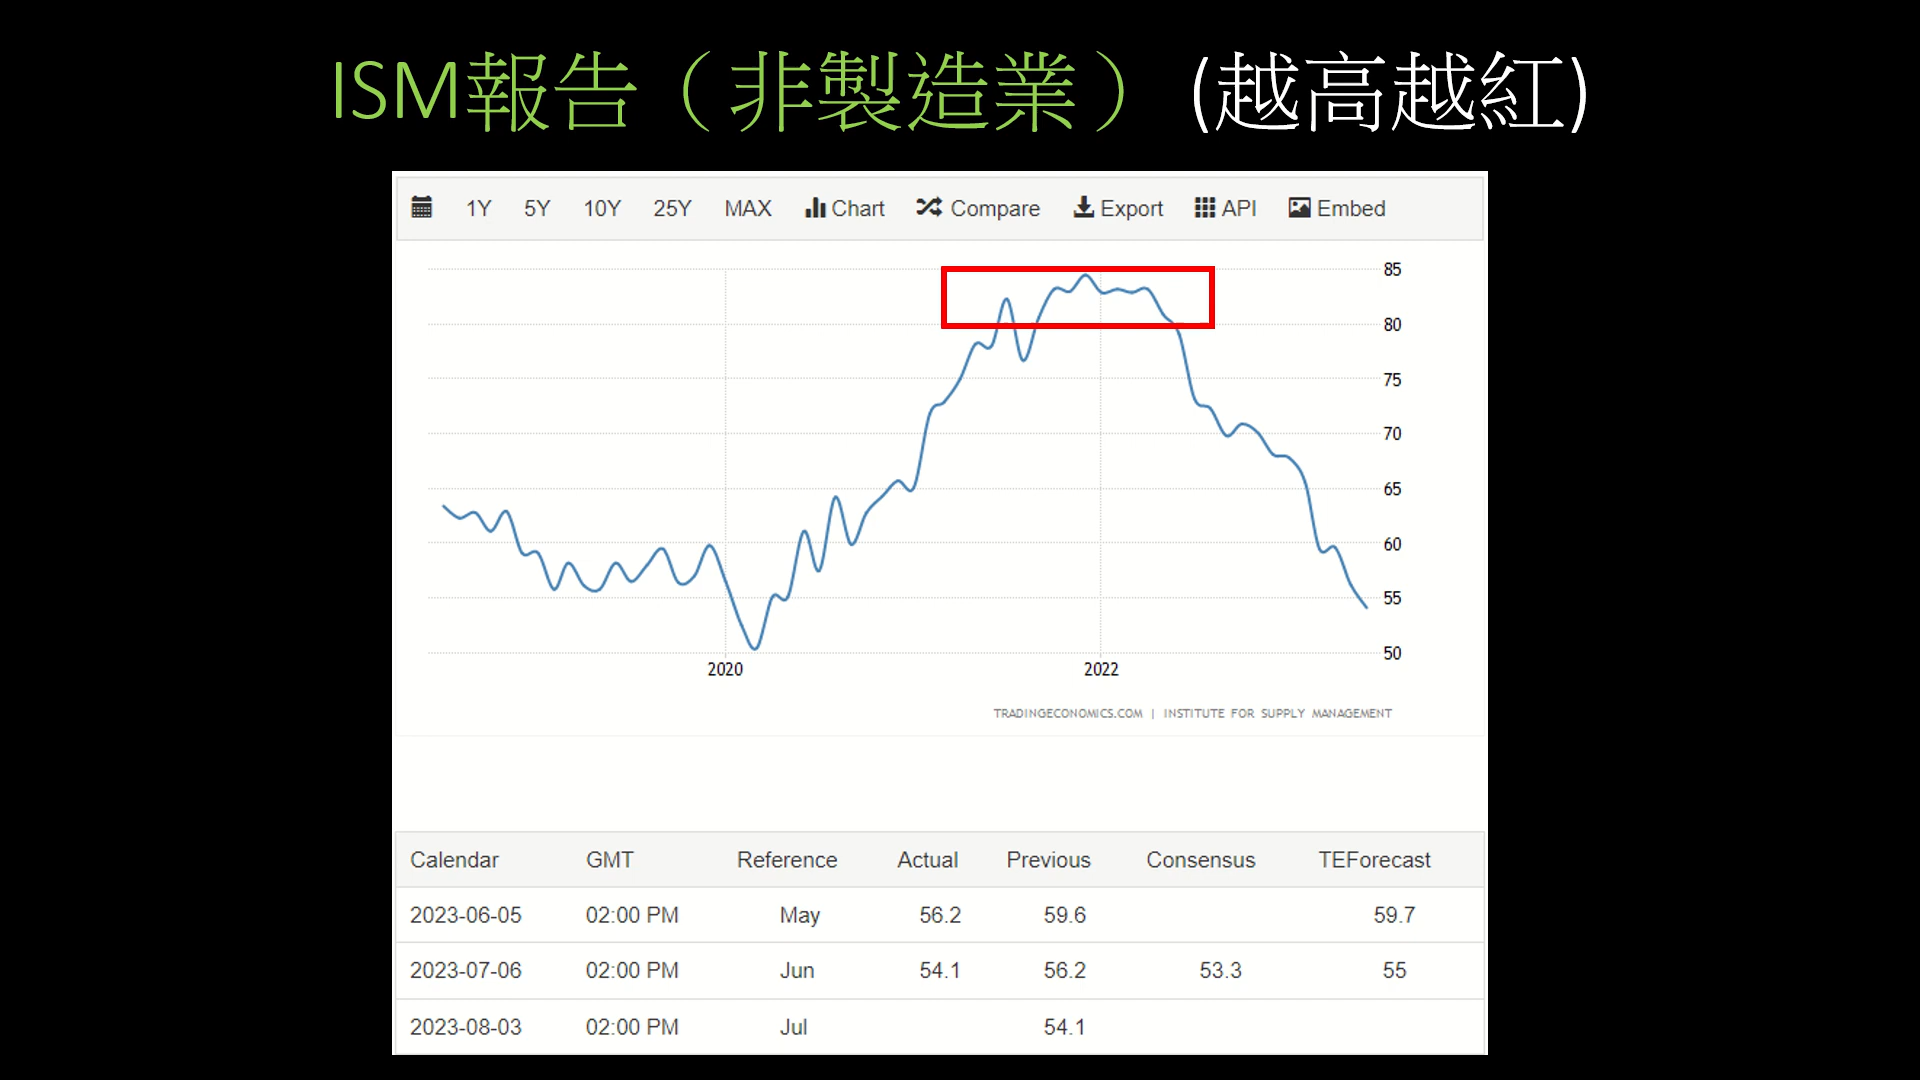 ISM報告（非製造業）(越高越紅)
1Y 5Y 10Y 25Y MAX Chart Compare Export API Embed
85
80
75
70
65
60
55
50
2020 2022
TRADINGECONOMICS.COM | INSTITUTE FOR SUPPLY MANAGEMENT
Calendar GMT Reference Actual Previous Consensus TEForecast
2023-06-05 02:00 PM May 56.2 59.6 59.7
2023-07-06 02:00 PM Jun 54.1 56.2 53.3 55
2023-08-03 02:00 PM Jul 54.1